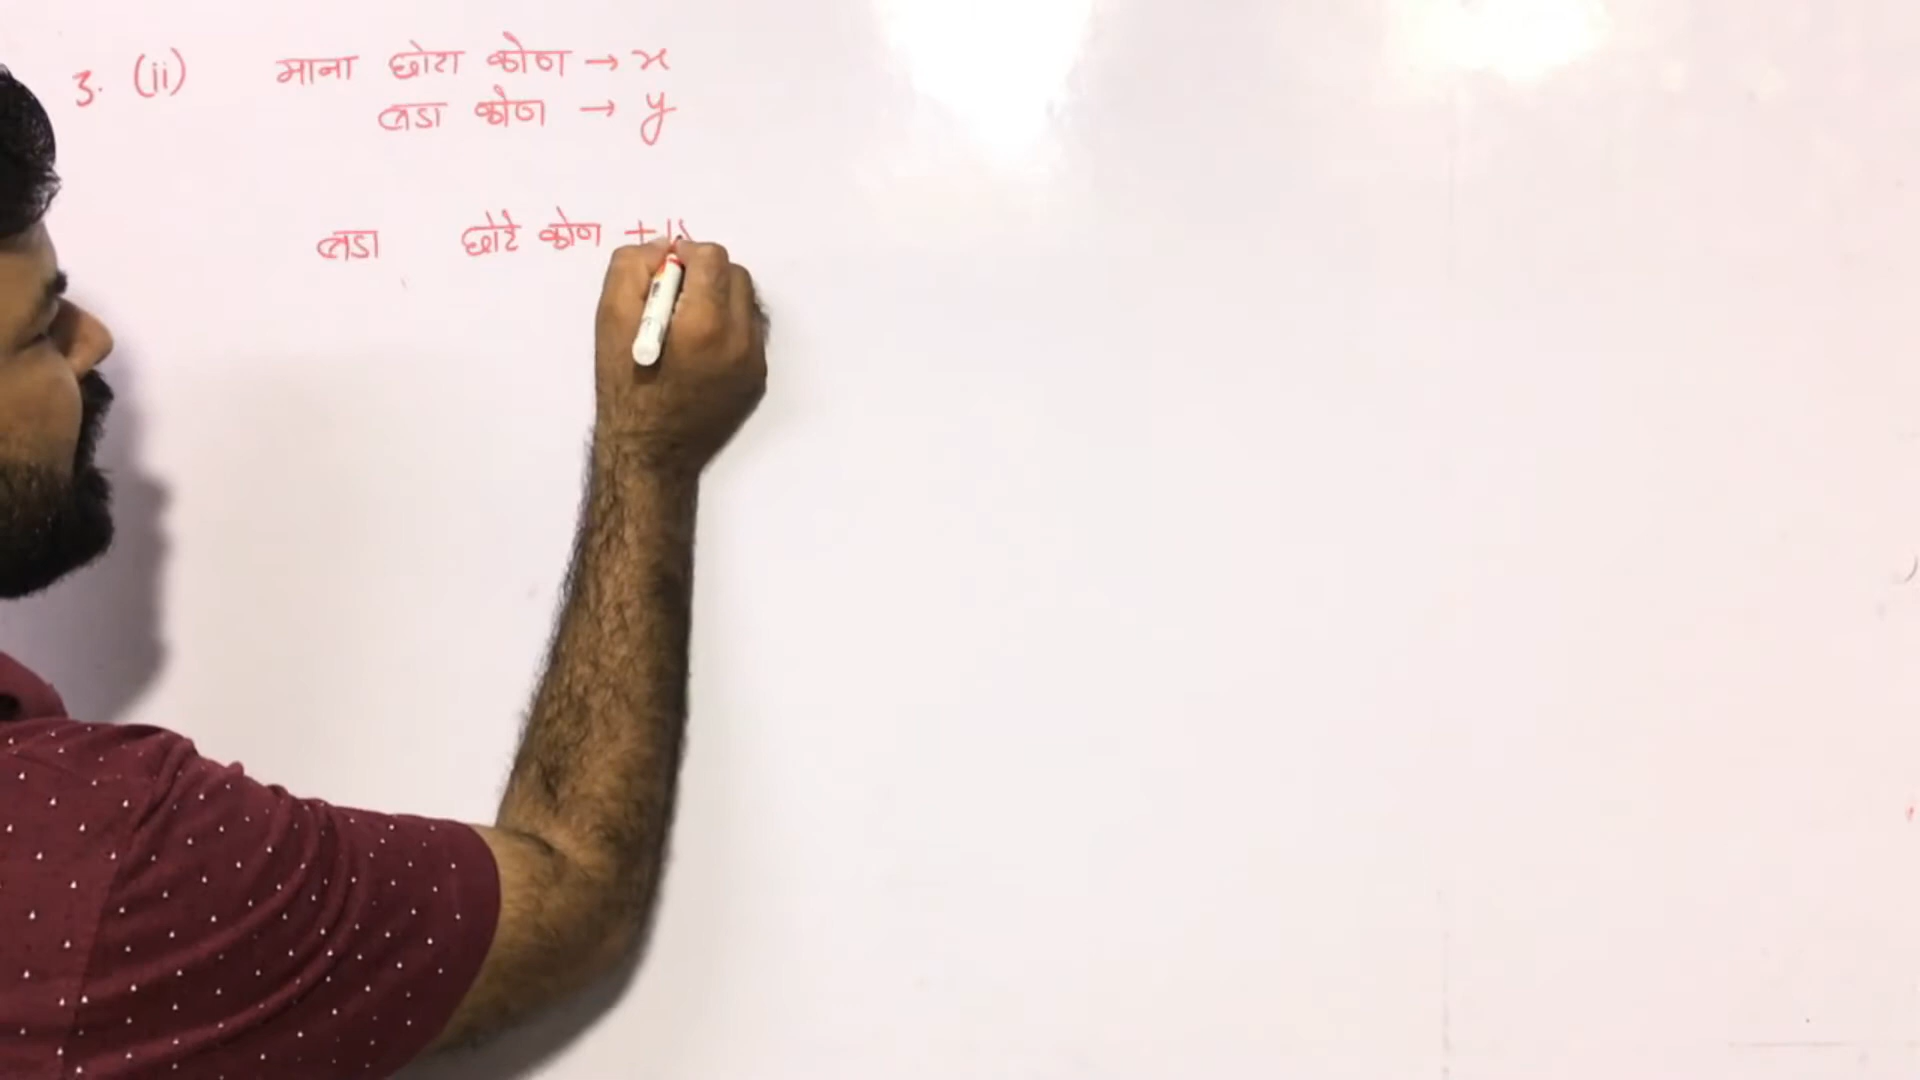 3. (ii) माना छोटा कोण → x
बडा कोण → y
बडा छोटे कोण +